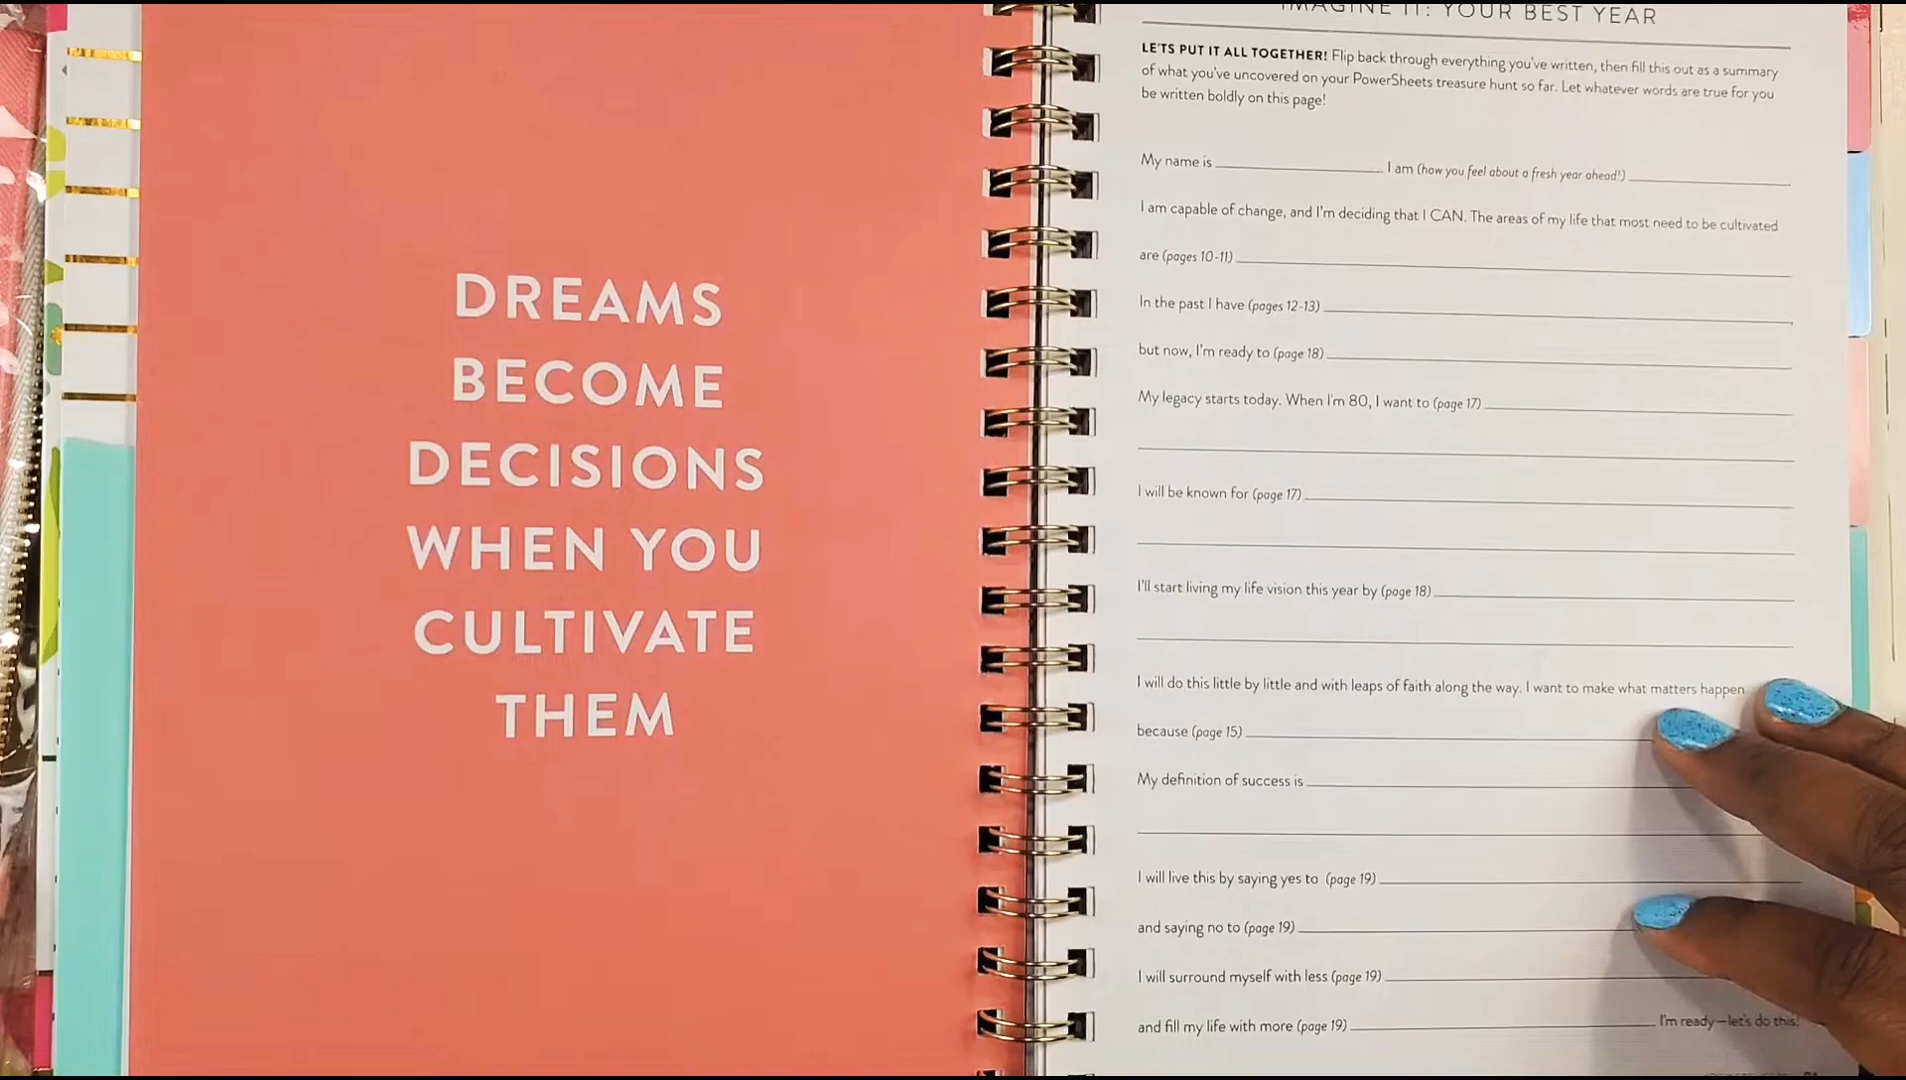 DREAMS
BECOME
DECISIONS
WHEN YOU
CULTIVATE
THEM
IMAGINE IT: YOUR BEST YEAR
LET'S PUT IT ALL TOGETHER! Flip back through everything you've written, then fill this out as a summary
of what you've uncovered on your PowerSheets treasure hunt so far. Let whatever words are true for you
be written boldly on this page!
My name is . I am (how you feel about a fresh year ahead!)
I am capable of change, and I'm deciding that I CAN. The areas of my life that most need to be cultivated
are (pages 10-11)
In the past I have (pages 12-13)
but now, I'm ready to (page 18)
My legacy starts today. When I'm 80, I want to (page 17)
I will be known for (page 17)
I'll start living my life vision this year by (page 18)
I will do this little by little and with leaps of faith along the way. I want to make what matters happen
because (page 15)
My definition of success is
I will live this by saying yes to (page 19)
and saying no to (page 19)
I will surround myself with less (page 19)
and fill my life with more (page 19) I'm ready—let's do this!